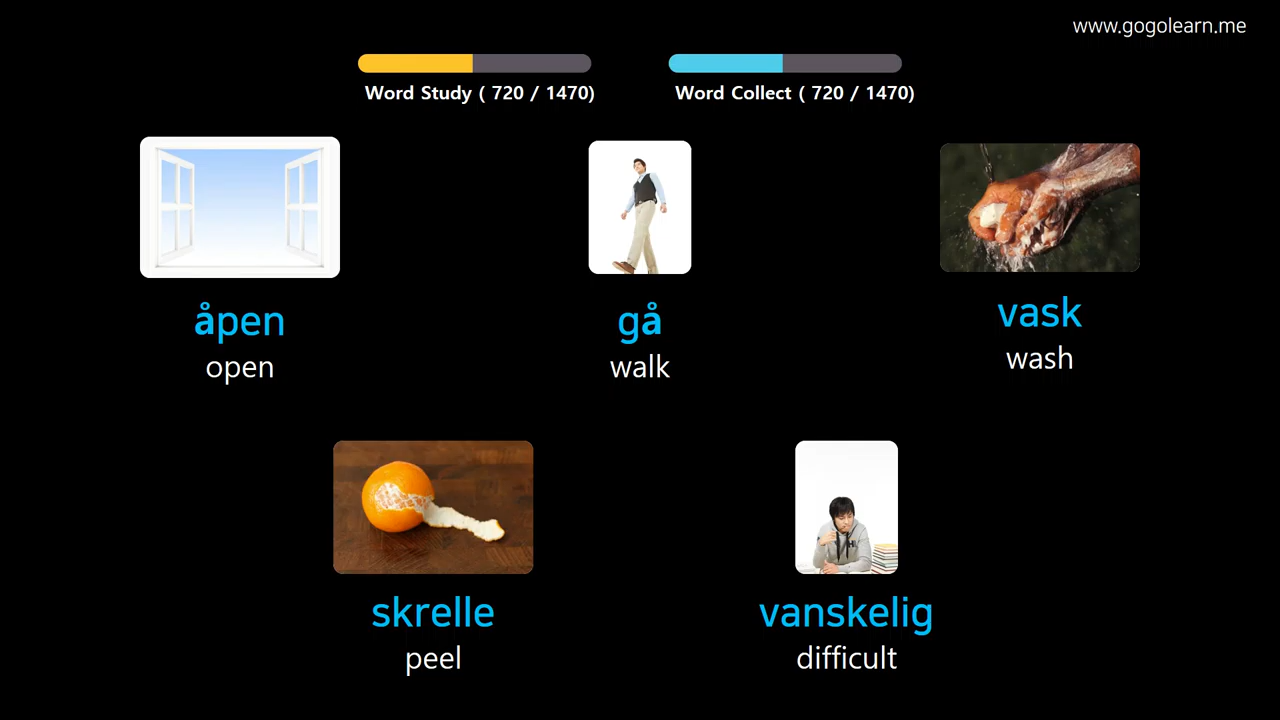 www.gogolearn.me
Word Study ( 720 / 1470)
Word Collect ( 720 / 1470)
åpen
open
gå
walk
vask
wash
skrelle
peel
vanskelig
difficult